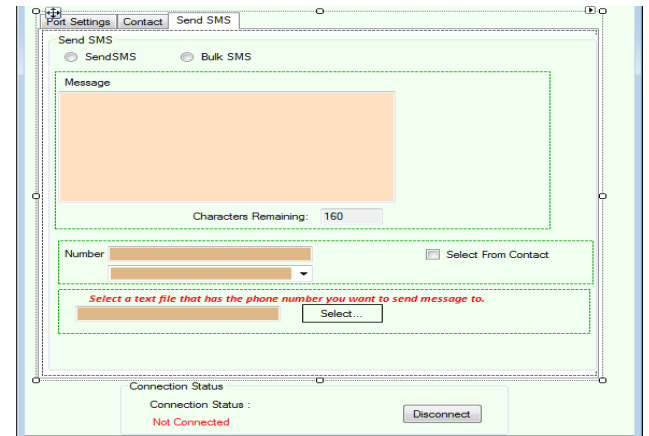 Port Settings Contact Send SMS
Send SMS
SendSMS Bulk SMS
Message
Characters Remaining: 160
Number Select From Contact
Select a text file that has the phone number you want to send message to.
Select...
Connection Status
Connection Status :
Not Connected
Disconnect